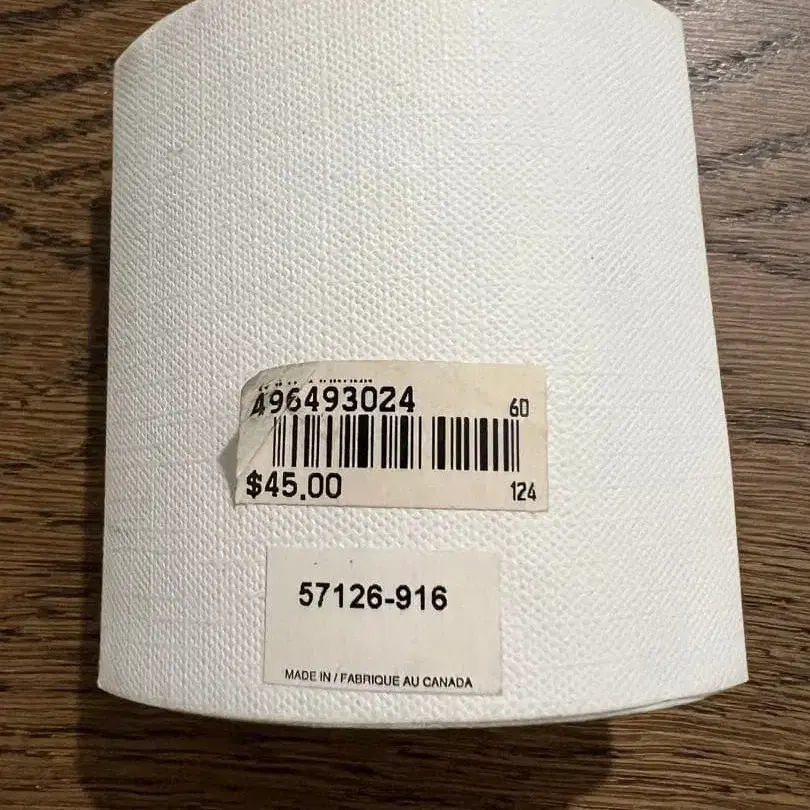 496493024 60
$45.00 124
57126-916
MADE IN / FABRIQUE AU CANADA